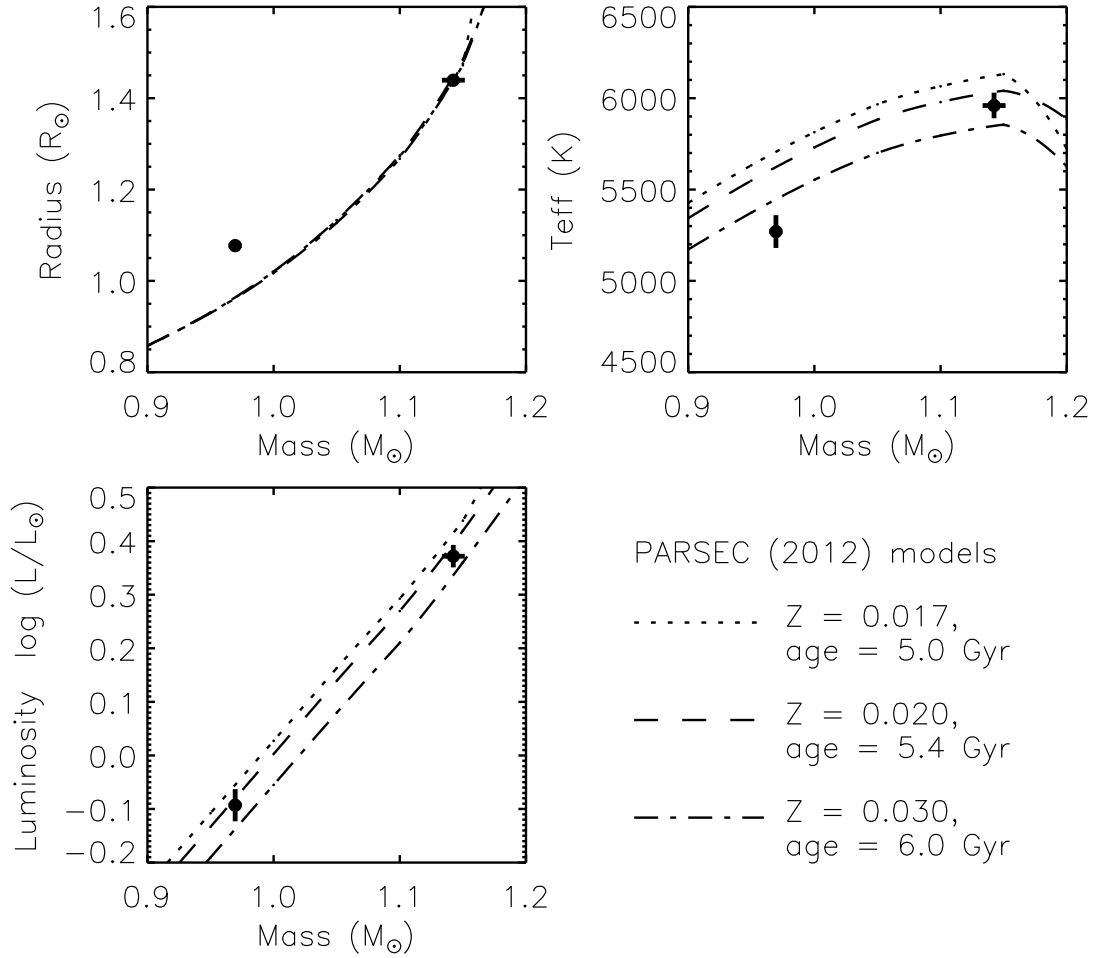 1.6
1.4
1.2
1.0
0.8
Radius (R☉)
0.9 1.0 1.1 1.2
Mass (M☉)
6500
6000
5500
5000
4500
Teff (K)
0.9 1.0 1.1 1.2
Mass (M☉)
0.5
0.4
0.3
0.2
0.1
0.0
−0.1
−0.2
Luminosity log (L/L☉)
0.9 1.0 1.1 1.2
Mass (M☉)
PARSEC (2012) models
Z = 0.017,
age = 5.0 Gyr
Z = 0.020,
age = 5.4 Gyr
Z = 0.030,
age = 6.0 Gyr